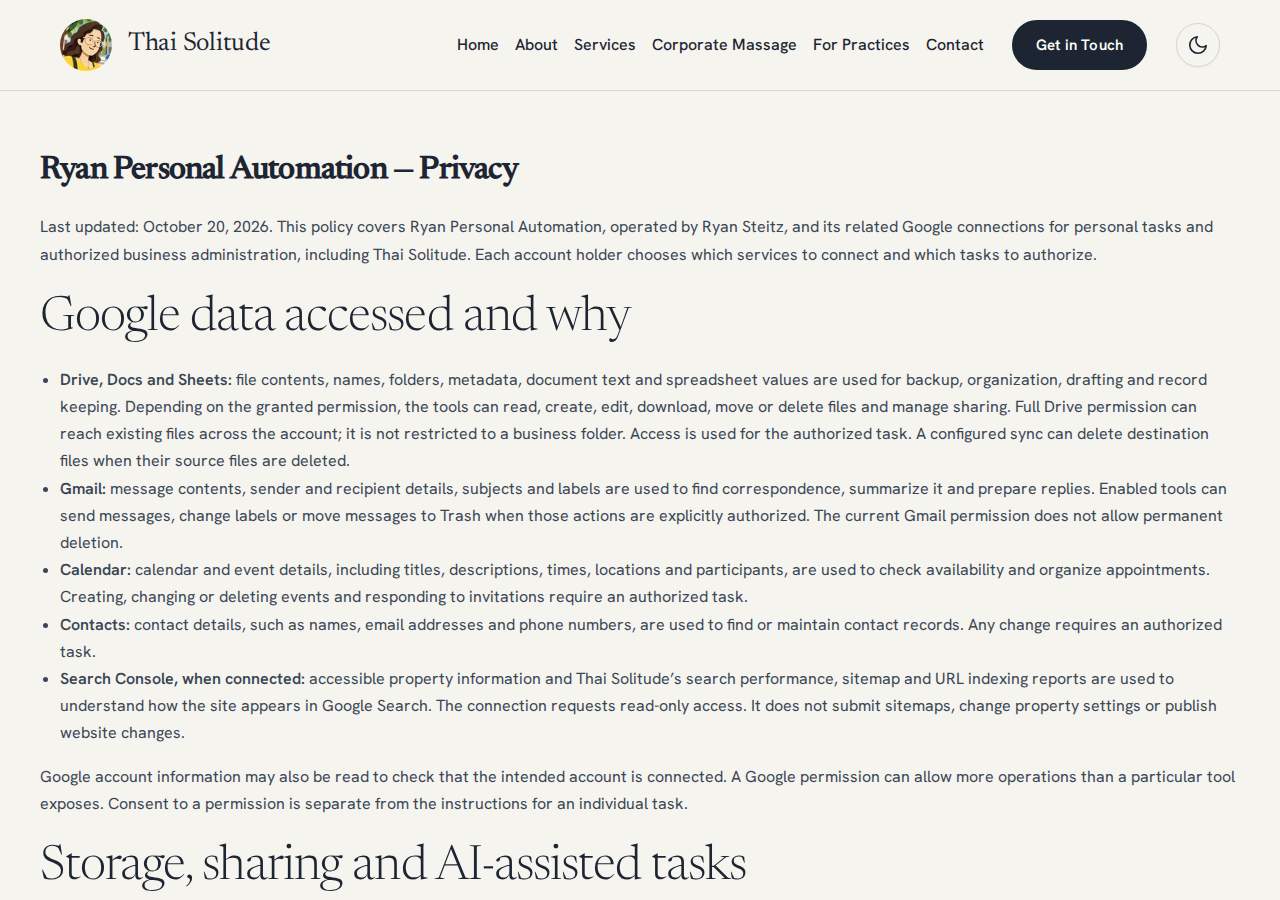 Thai Solitude
Home About Services Corporate Massage For Practices Contact Get in Touch
Ryan Personal Automation — Privacy
Last updated: October 20, 2026. This policy covers Ryan Personal Automation, operated by Ryan Steitz, and its related Google connections for personal tasks and
authorized business administration, including Thai Solitude. Each account holder chooses which services to connect and which tasks to authorize.
Google data accessed and why
• Drive, Docs and Sheets: file contents, names, folders, metadata, document text and spreadsheet values are used for backup, organization, drafting and record
keeping. Depending on the granted permission, the tools can read, create, edit, download, move or delete files and manage sharing. Full Drive permission can
reach existing files across the account; it is not restricted to a business folder. Access is used for the authorized task. A configured sync can delete destination
files when their source files are deleted.
• Gmail: message contents, sender and recipient details, subjects and labels are used to find correspondence, summarize it and prepare replies. Enabled tools can
send messages, change labels or move messages to Trash when those actions are explicitly authorized. The current Gmail permission does not allow permanent
deletion.
• Calendar: calendar and event details, including titles, descriptions, times, locations and participants, are used to check availability and organize appointments.
Creating, changing or deleting events and responding to invitations require an authorized task.
• Contacts: contact details, such as names, email addresses and phone numbers, are used to find or maintain contact records. Any change requires an authorized
task.
• Search Console, when connected: accessible property information and Thai Solitude’s search performance, sitemap and URL indexing reports are used to
understand how the site appears in Google Search. The connection requests read-only access. It does not submit sitemaps, change property settings or publish
website changes.
Google account information may also be read to check that the intended account is connected. A Google permission can allow more operations than a particular tool
exposes. Consent to a permission is separate from the instructions for an individual task.
Storage, sharing and AI-assisted tasks